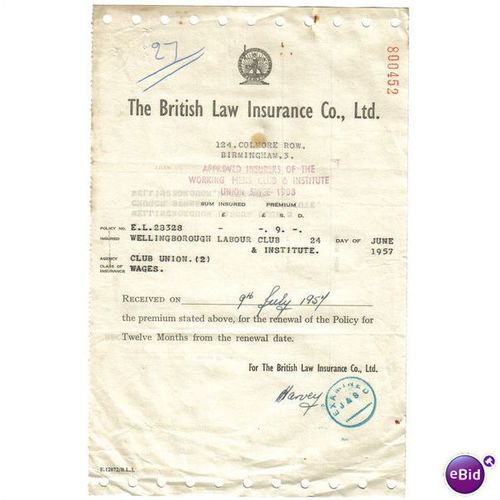 27
800452
The British Law Insurance Co., Ltd.
124, COLMORE ROW,
BIRMINGHAM, 3.
APPROVED INSURERS OF THE
WORKING MENS CLUB & INSTITUTE
UNION SINCE 1908
SUM INSURED PREMIUM
£ £ S. D.
POLICY NO. E.L.28328 - -. 9. -.
INSURED WELLINGBOROUGH LABOUR CLUB 24 DAY OF JUNE
& INSTITUTE. 1957
AGENCY CLUB UNION.(2)
CLASS OF INSURANCE WAGES.
RECEIVED ON 9th July 1957
the premium stated above, for the renewal of the Policy for
Twelve Months from the renewal date.
For The British Law Insurance Co., Ltd.
Harvey
EXAMINED
J & B
E.12872/B.L.I.
eBid